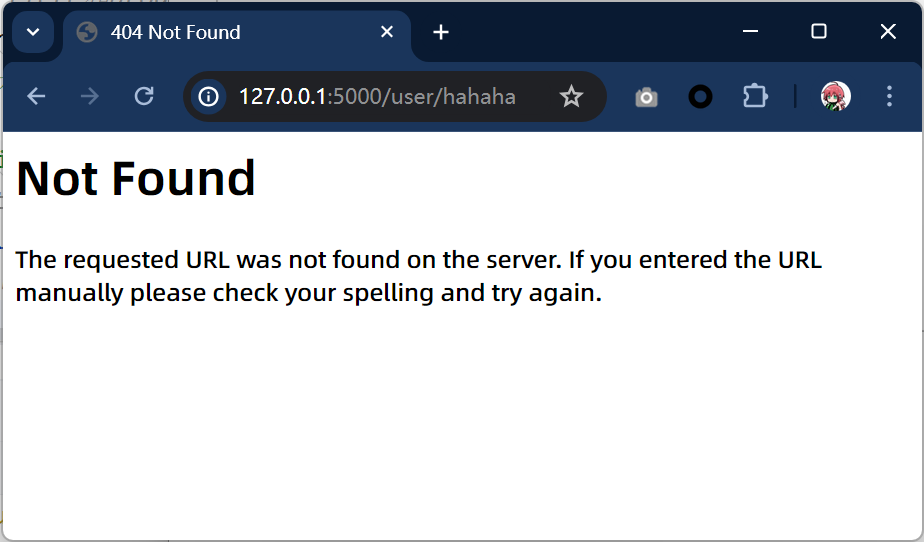 404 Not Found
127.0.0.1:5000/user/hahaha
Not Found
The requested URL was not found on the server. If you entered the URL
manually please check your spelling and try again.